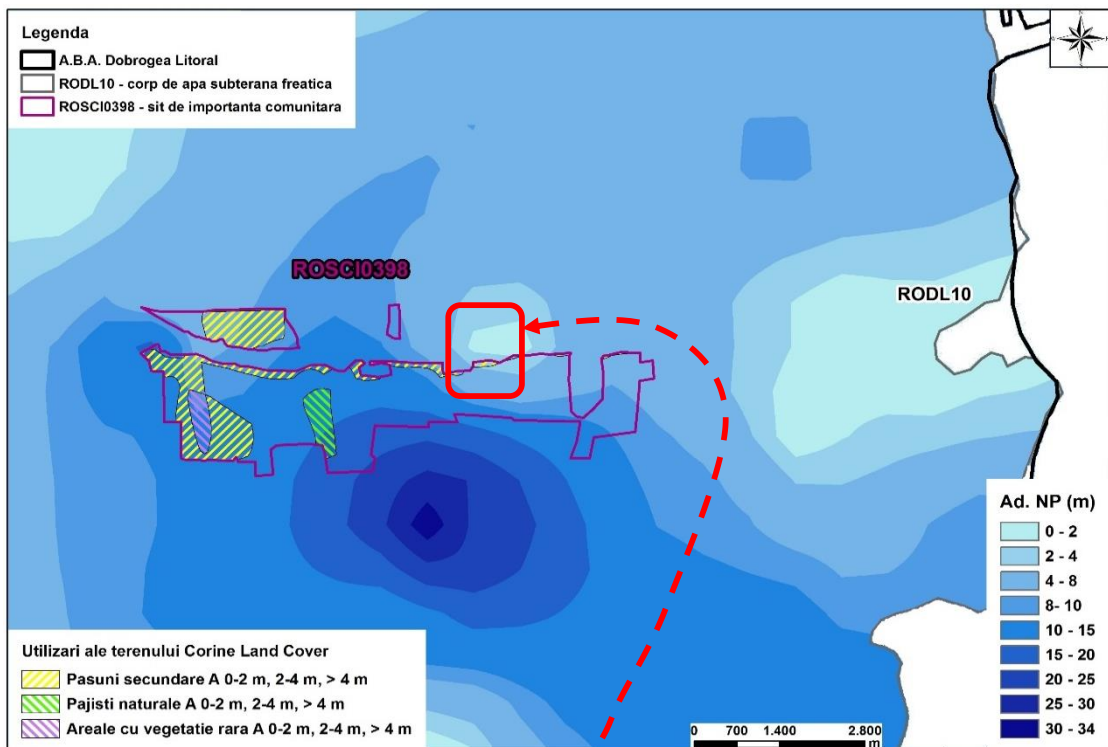 Legenda
A.B.A. Dobrogea Litoral
RODL10 - corp de apa subterana freatica
ROSCI0398 - sit de importanta comunitara
ROSCI0398
RODL10
Ad. NP (m)
0 - 2
2 - 4
4 - 8
8- 10
10 - 15
15 - 20
20 - 25
25 - 30
30 - 34
Utilizari ale terenului Corine Land Cover
Pasuni secundare A 0-2 m, 2-4 m, > 4 m
Pajisti naturale A 0-2 m, 2-4 m, > 4 m
Areale cu vegetatie rara A 0-2 m, 2-4 m, > 4 m
0 700 1.400 2.800
m